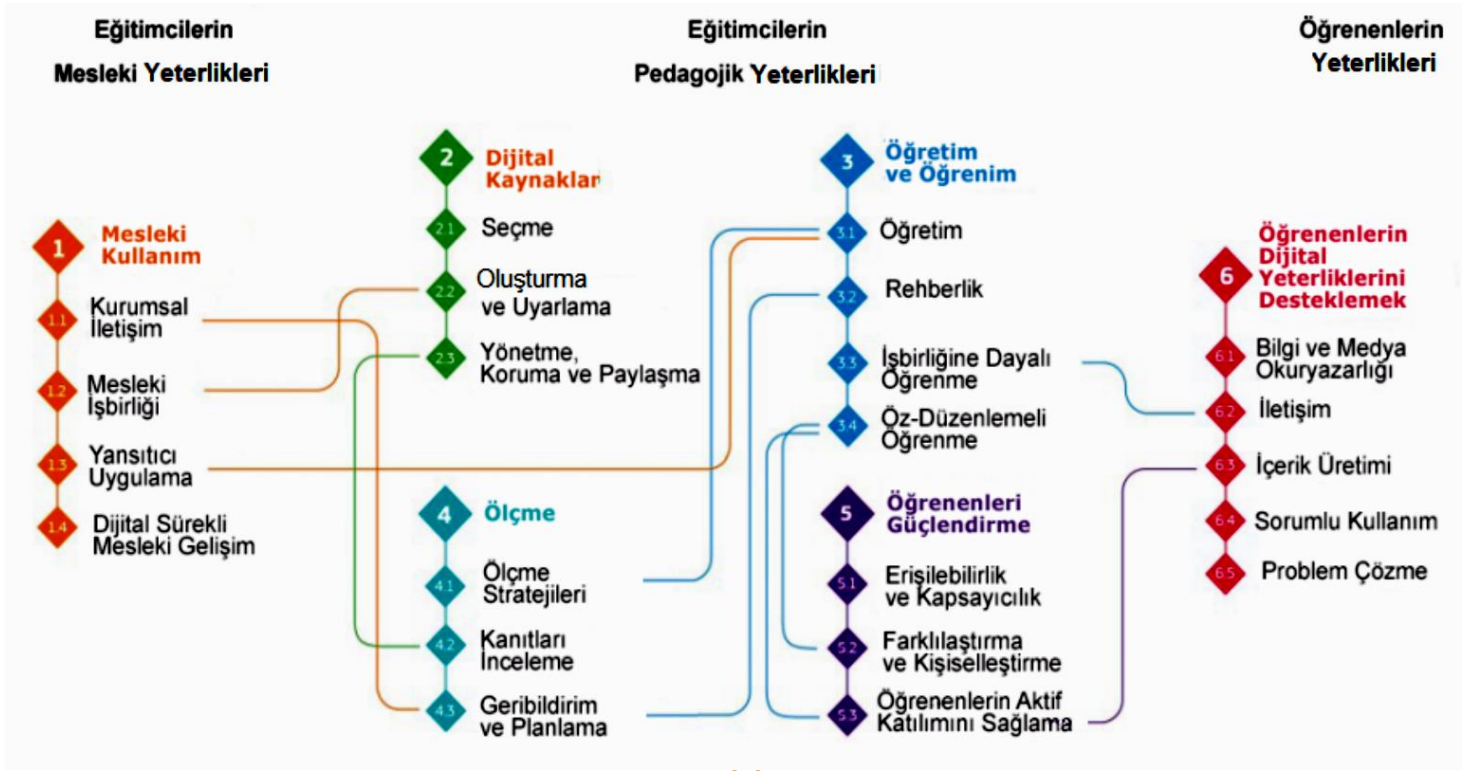 Eğitimcilerin
Mesleki Yeterlikleri
Eğitimcilerin
Pedagojik Yeterlikleri
Öğrenenlerin
Yeterlikleri
1
Mesleki
Kullanım
1.1
Kurumsal
İletişim
1.2
Mesleki
İşbirliği
1.3
Yansıtıcı
Uygulama
1.4
Dijital Sürekli
Mesleki Gelişim
2
Dijital
Kaynaklar
2.1
Seçme
2.2
Oluşturma
ve Uyarlama
2.3
Yönetme,
Koruma ve Paylaşma
3
Öğretim
ve Öğrenim
3.1
Öğretim
3.2
Rehberlik
3.3
İşbirliğine Dayalı
Öğrenme
3.4
Öz-Düzenlemeli
Öğrenme
4
Ölçme
4.1
Ölçme
Stratejileri
4.2
Kanıtları
İnceleme
4.3
Geribildirim
ve Planlama
5
Öğrenenleri
Güçlendirme
5.1
Erişilebilirlik
ve Kapsayıcılık
5.2
Farklılaştırma
ve Kişiselleştirme
5.3
Öğrenenlerin Aktif
Katılımını Sağlama
6
Öğrenenlerin
Dijital
Yeterliklerini
Desteklemek
6.1
Bilgi ve Medya
Okuryazarlığı
6.2
İletişim
6.3
İçerik Üretimi
6.4
Sorumlu Kullanım
6.5
Problem Çözme